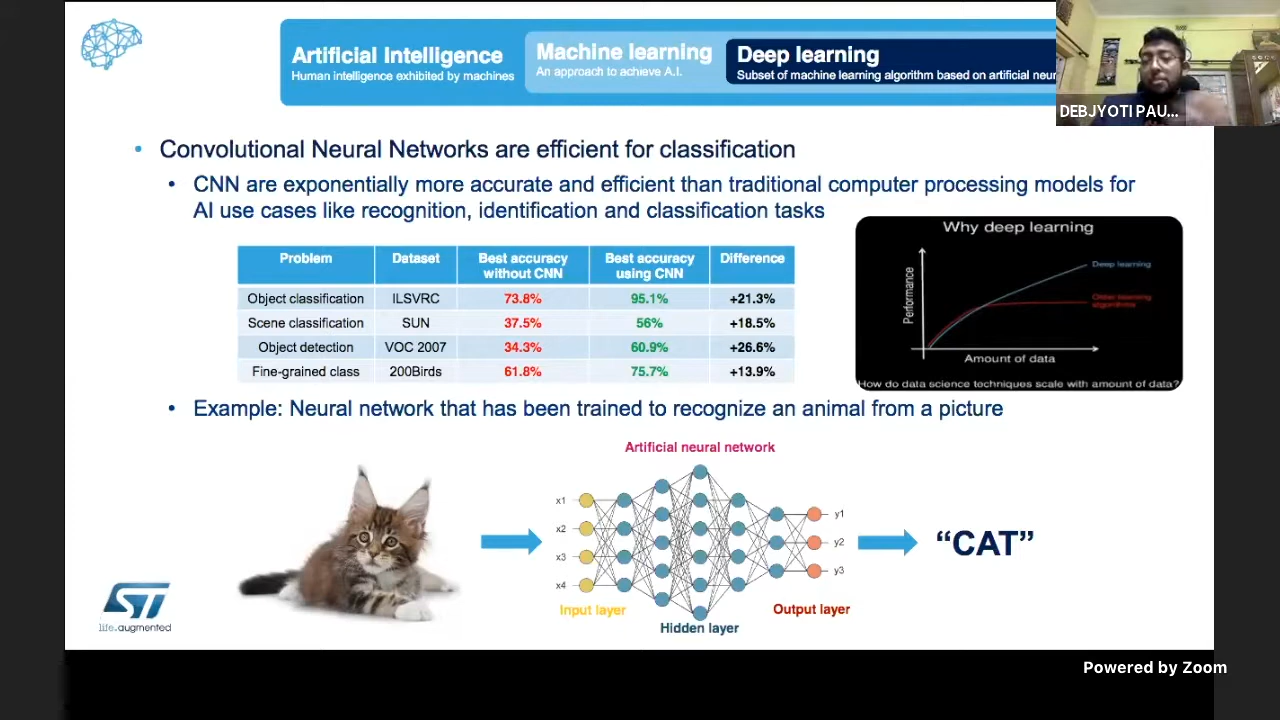 Artificial Intelligence
Human intelligence exhibited by machines
Machine learning
An approach to achieve A.I.
Deep learning
Subset of machine learning algorithm based on artificial neur
DEBJYOTI PAU...
• Convolutional Neural Networks are efficient for classification
• CNN are exponentially more accurate and efficient than traditional computer processing models for
AI use cases like recognition, identification and classification tasks
Problem Dataset Best accuracy without CNN Best accuracy using CNN Difference
Object classification ILSVRC 73.8% 95.1% +21.3%
Scene classification SUN 37.5% 56% +18.5%
Object detection VOC 2007 34.3% 60.9% +26.6%
Fine-grained class 200Birds 61.8% 75.7% +13.9%
Why deep learning
Performance
Deep learning
Other learning
algorithms
Amount of data
How do data science techniques scale with amount of data?
• Example: Neural network that has been trained to recognize an animal from a picture
Artificial neural network
x1
x2
x3
x4
y1
y2
y3
Input layer
Hidden layer
Output layer
“CAT”
ST
life.augmented
Powered by Zoom